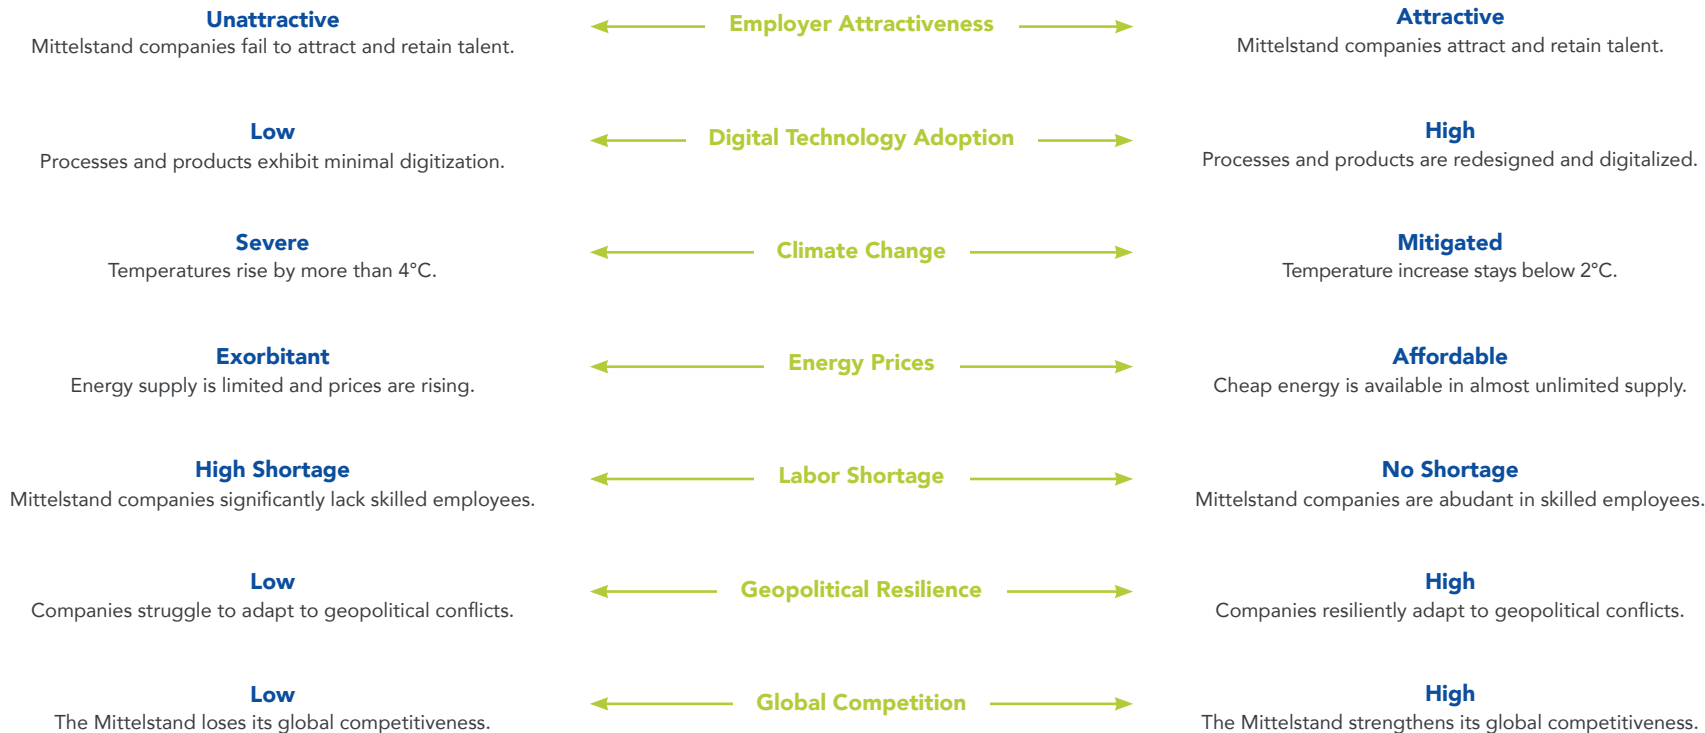 Unattractive
Employer Attractiveness
Attractive
Mittelstand companies fail to attract and retain talent.
Mittelstand companies attract and retain talent.
Low
Digital Technology Adoption
High
Processes and products exhibit minimal digitization.
Processes and products are redesigned and digitalized.
Severe
Climate Change
Mitigated
Temperatures rise by more than 4°C.
Temperature increase stays below 2°C.
Exorbitant
Energy Prices
Affordable
Energy supply is limited and prices are rising.
Cheap energy is available in almost unlimited supply.
High Shortage
Labor Shortage
No Shortage
Mittelstand companies significantly lack skilled employees.
Mittelstand companies are abudant in skilled employees.
Low
Geopolitical Resilience
High
Companies struggle to adapt to geopolitical conflicts.
Companies resiliently adapt to geopolitical conflicts.
Low
Global Competition
High
The Mittelstand loses its global competitiveness.
The Mittelstand strengthens its global competitiveness.